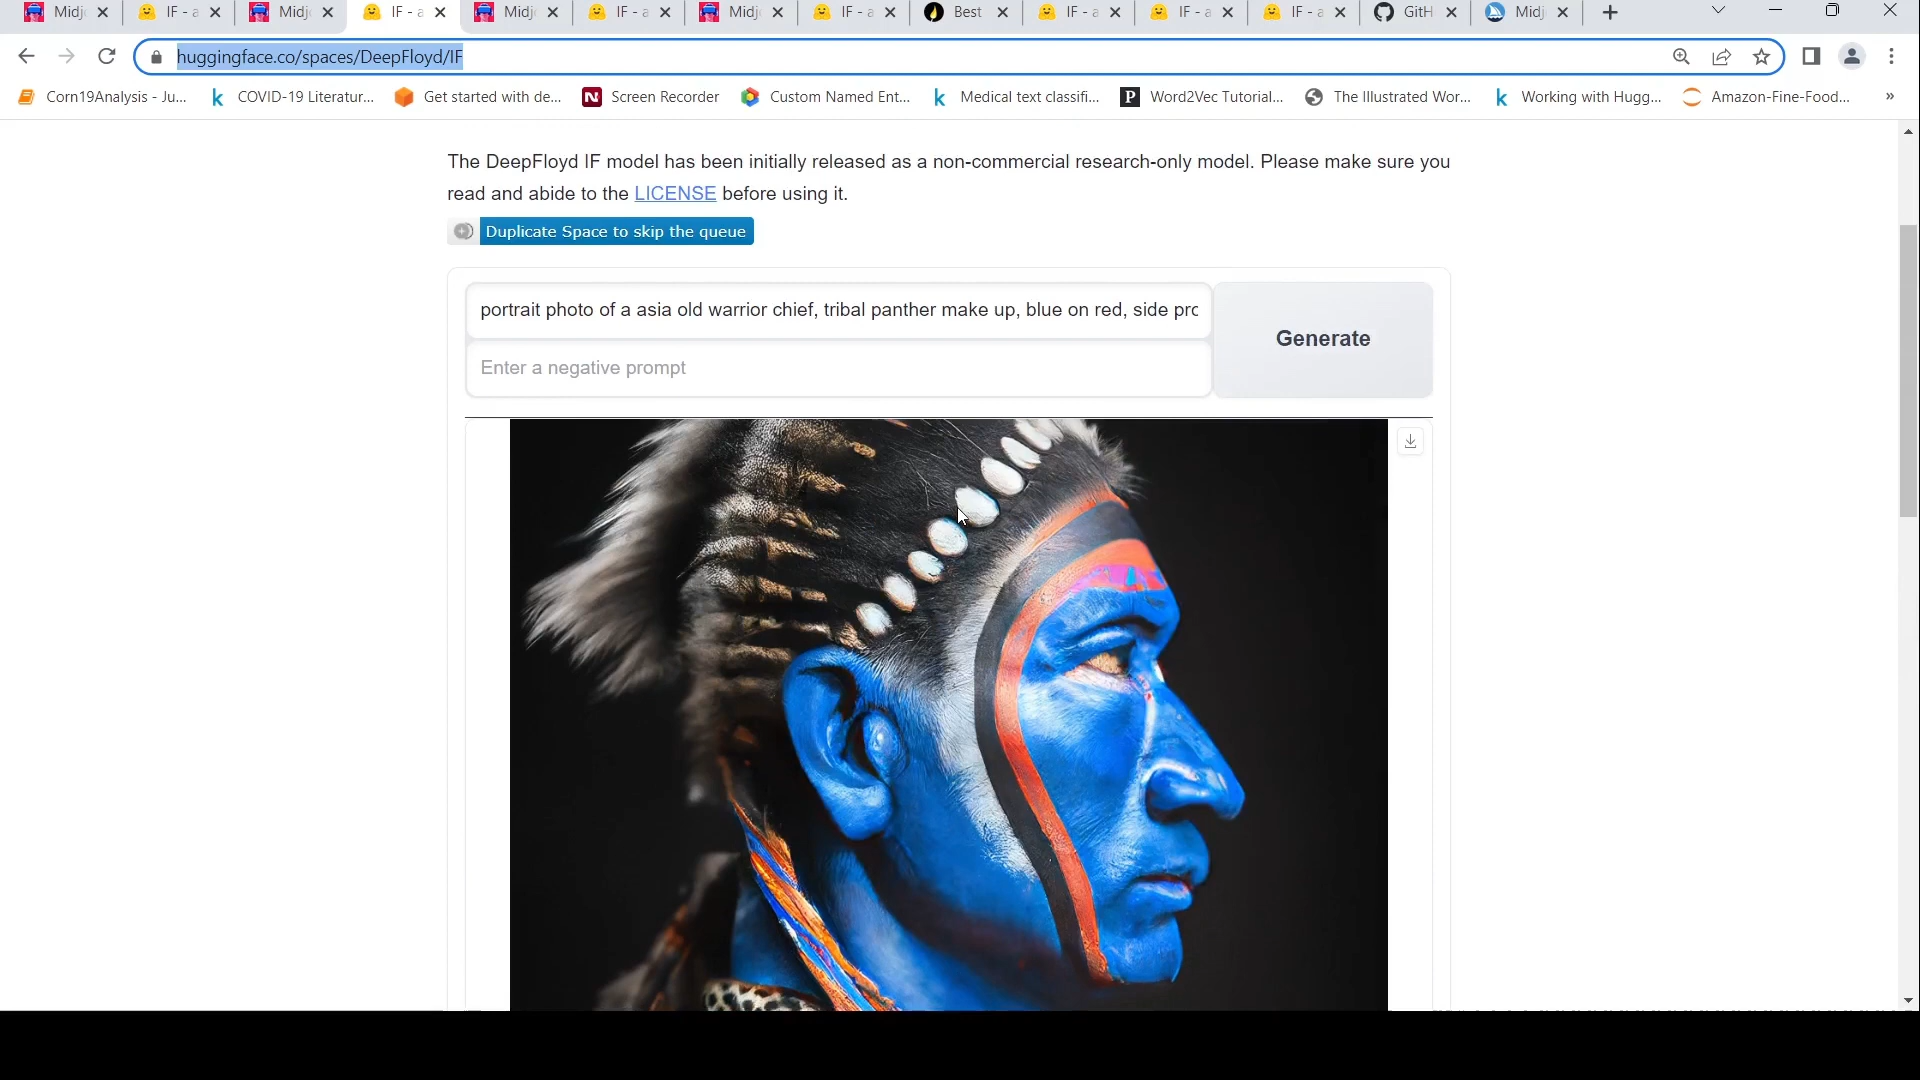 Midj IF - a Midj IF - a Midj IF - a Midj IF - a Best IF - a IF - a IF - a GitH Midj
huggingface.co/spaces/DeepFloyd/IF
Corn19Analysis - Ju... COVID-19 Literatur... Get started with de... Screen Recorder Custom Named Ent... Medical text classifi... Word2Vec Tutorial... The Illustrated Wor... Working with Hugg... Amazon-Fine-Food... »
The DeepFloyd IF model has been initially released as a non-commercial research-only model. Please make sure you
read and abide to the LICENSE before using it.
Duplicate Space to skip the queue
portrait photo of a asia old warrior chief, tribal panther make up, blue on red, side pro
Generate
Enter a negative prompt